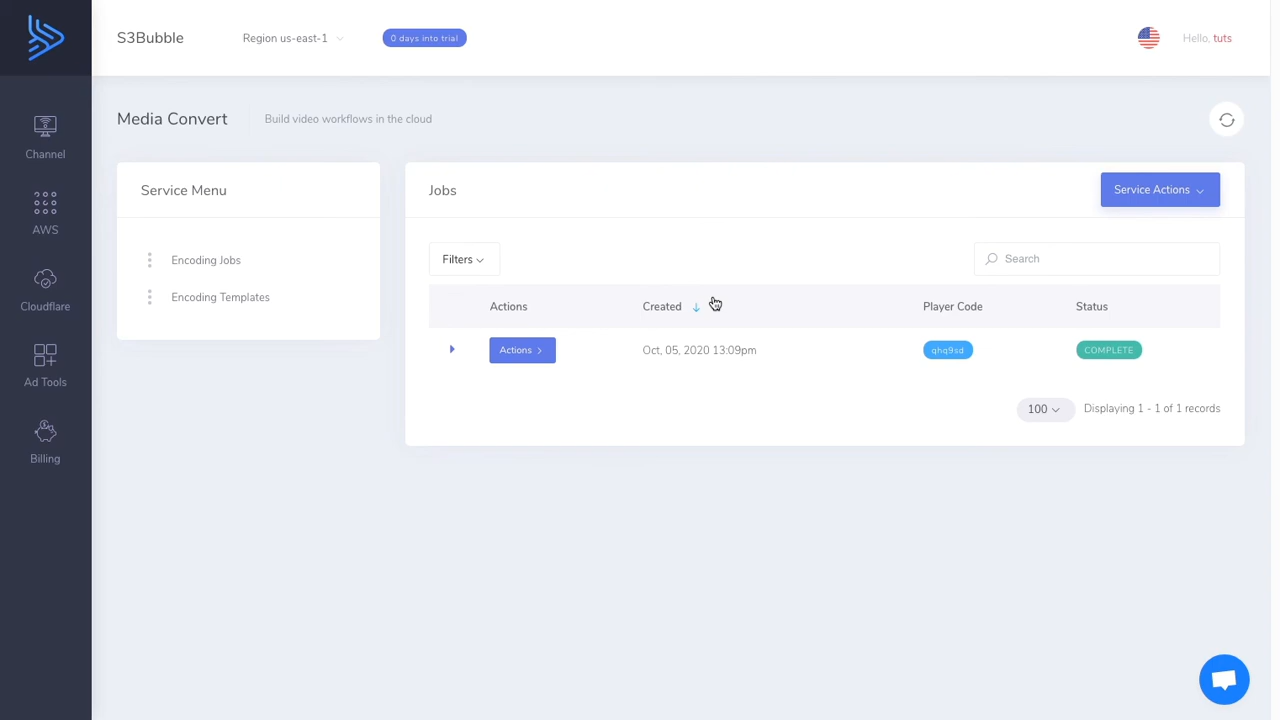 S3Bubble
Region us-east-1
0 days into trial
Hello, tuts
Channel
AWS
Cloudflare
Ad Tools
Billing
Media Convert
Build video workflows in the cloud
Service Menu
Encoding Jobs
Encoding Templates
Jobs
Service Actions
Filters
Search
Actions Created Player Code Status
Actions Oct, 05, 2020 13:09pm qhq9sd COMPLETE
100 Displaying 1 - 1 of 1 records